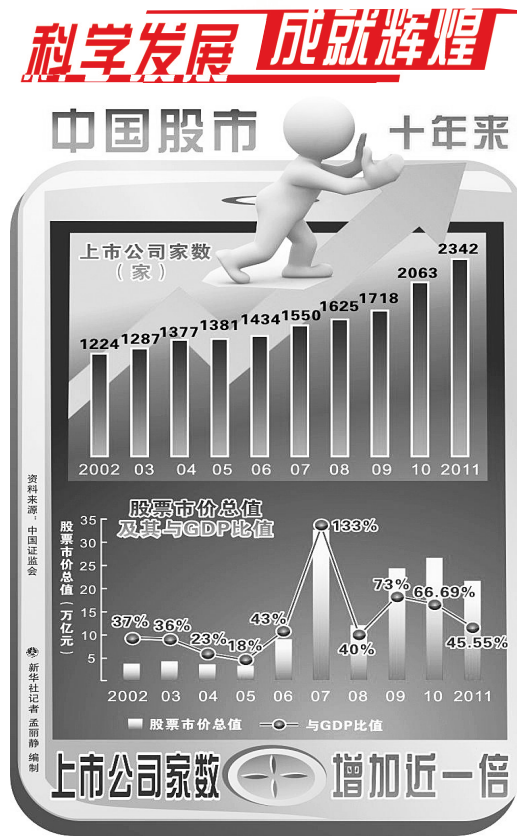 科学发展 成就辉煌
中国股市 十年来
上市公司家数
（家）
1224 1287 1377 1381 1434 1550 1625 1718 2063 2342
2002 03 04 05 06 07 08 09 10 2011
股票市价总值
及其与GDP比值
股票市价总值（万亿元）
35
30
25
20
15
10
5
37% 36% 23% 18% 43% 133% 40% 73% 66.69% 45.55%
2002 03 04 05 06 07 08 09 10 2011
股票市价总值 与GDP比值
资料来源：中国证监会
新华社记者 孟丽静 编制
上市公司家数 增加近一倍